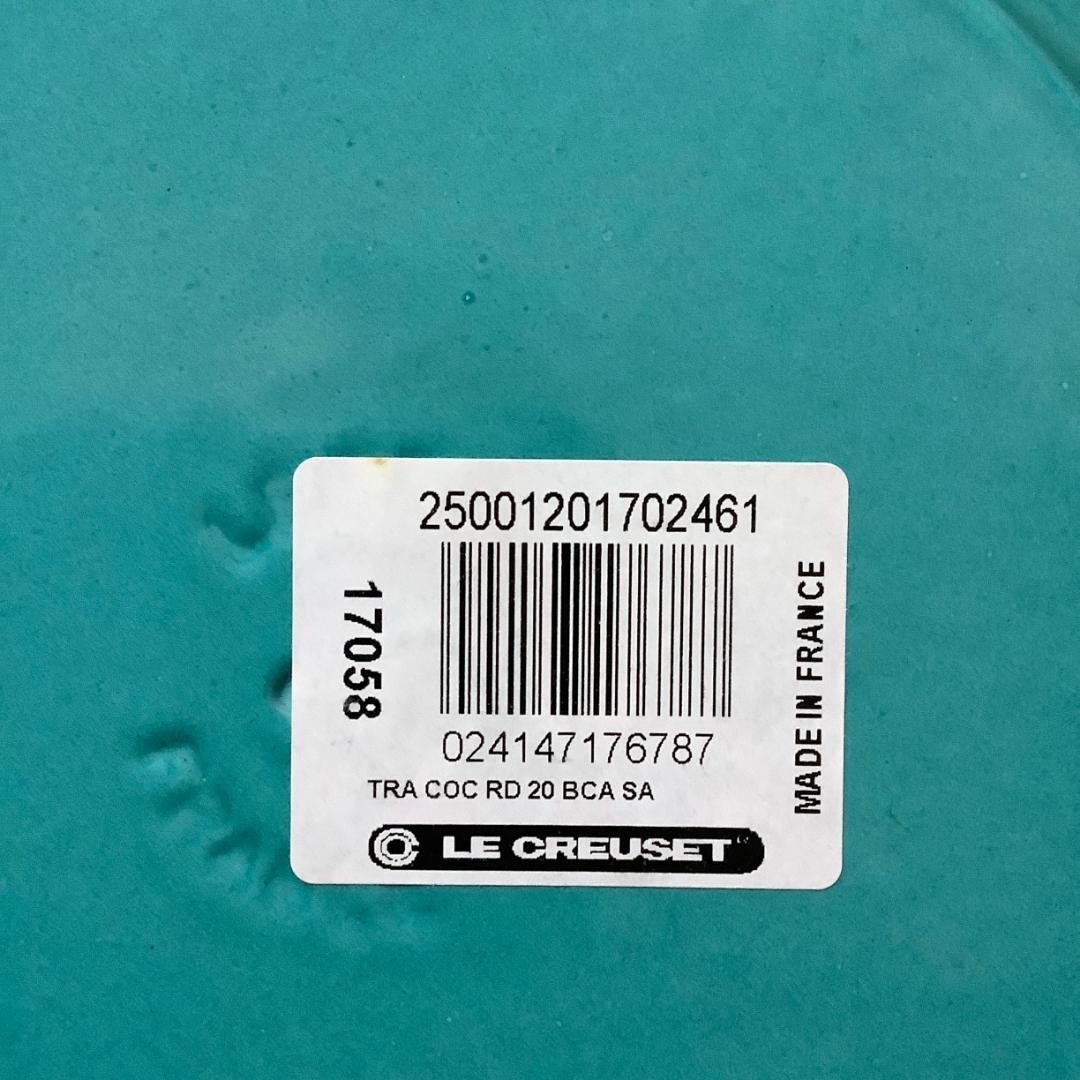 25001201702461
17058
024147176787
TRA COC RD 20 BCA SA
LE CREUSET
MADE IN FRANCE